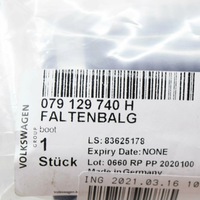 079 129 740 H
FALTENBALG
boot
1
Stück
VOLKSWAGEN
GROUP
LS: 83625178
Expiry Date: NONE
Lot: 0660 RP PP 2020100
Made in Germany
ING 2021.03.16 10